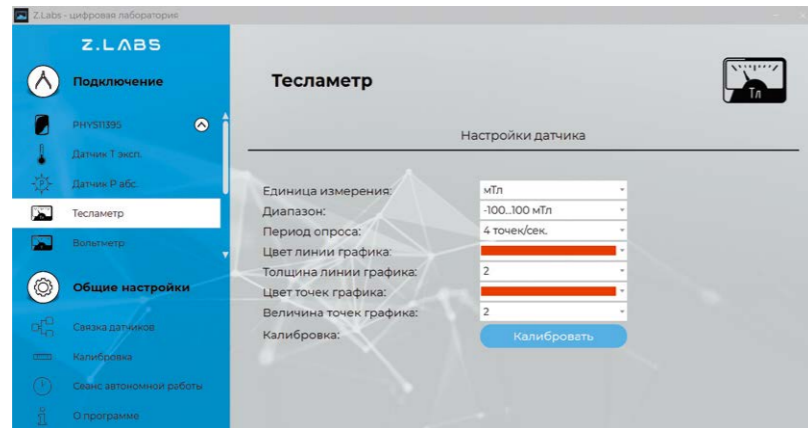 Z.Labs - цифровая лаборатория
Z.LABS
Подключение
PHYS11395
Датчик Т эксп.
Датчик Р абс.
Тесламетр
Вольтметр
Общие настройки
Связка датчиков
Калибровка
Сеанс автономной работы
О программе
Тесламетр
Тл
Настройки датчика
Единица измерения: мТл
Диапазон: -100...100 мТл
Период опроса: 4 точек/сек.
Цвет линии графика:
Толщина линии графика: 2
Цвет точек графика:
Величина точек графика: 2
Калибровка: Калибровать